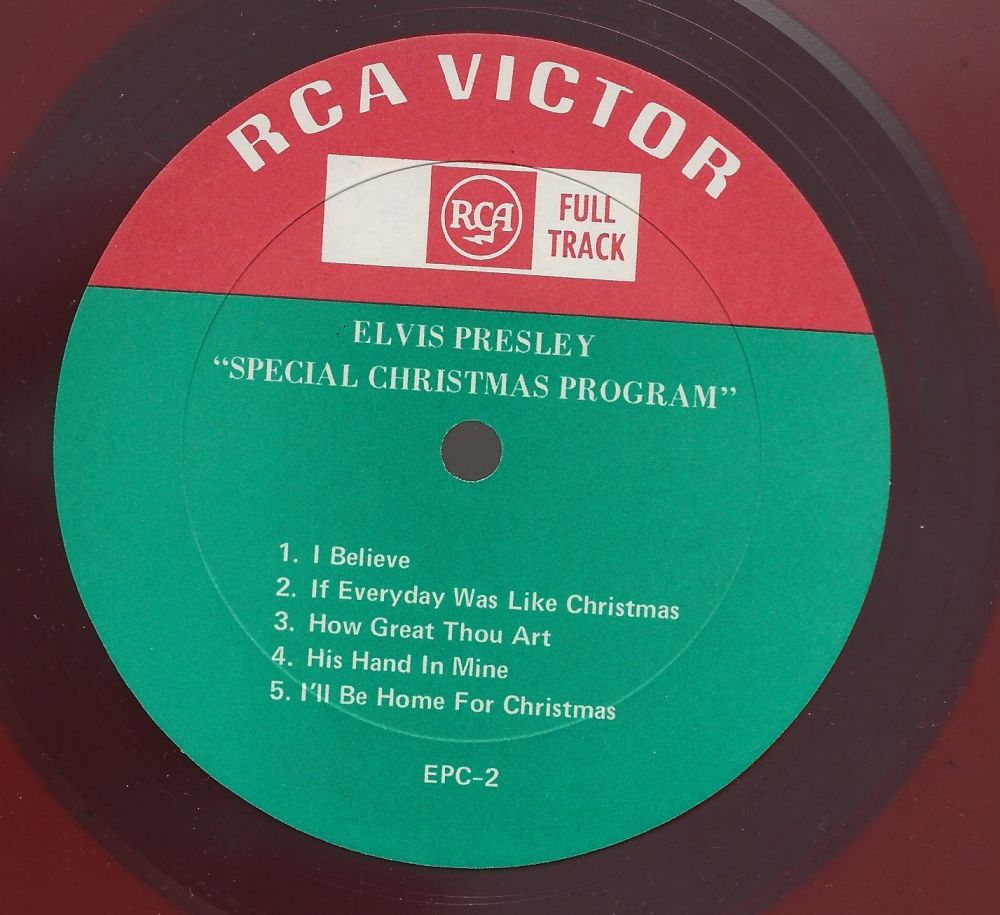 RCA VICTOR
RCA
FULL
TRACK
ELVIS PRESLEY
“SPECIAL CHRISTMAS PROGRAM”
1. I Believe
2. If Everyday Was Like Christmas
3. How Great Thou Art
4. His Hand In Mine
5. I'll Be Home For Christmas
EPC-2